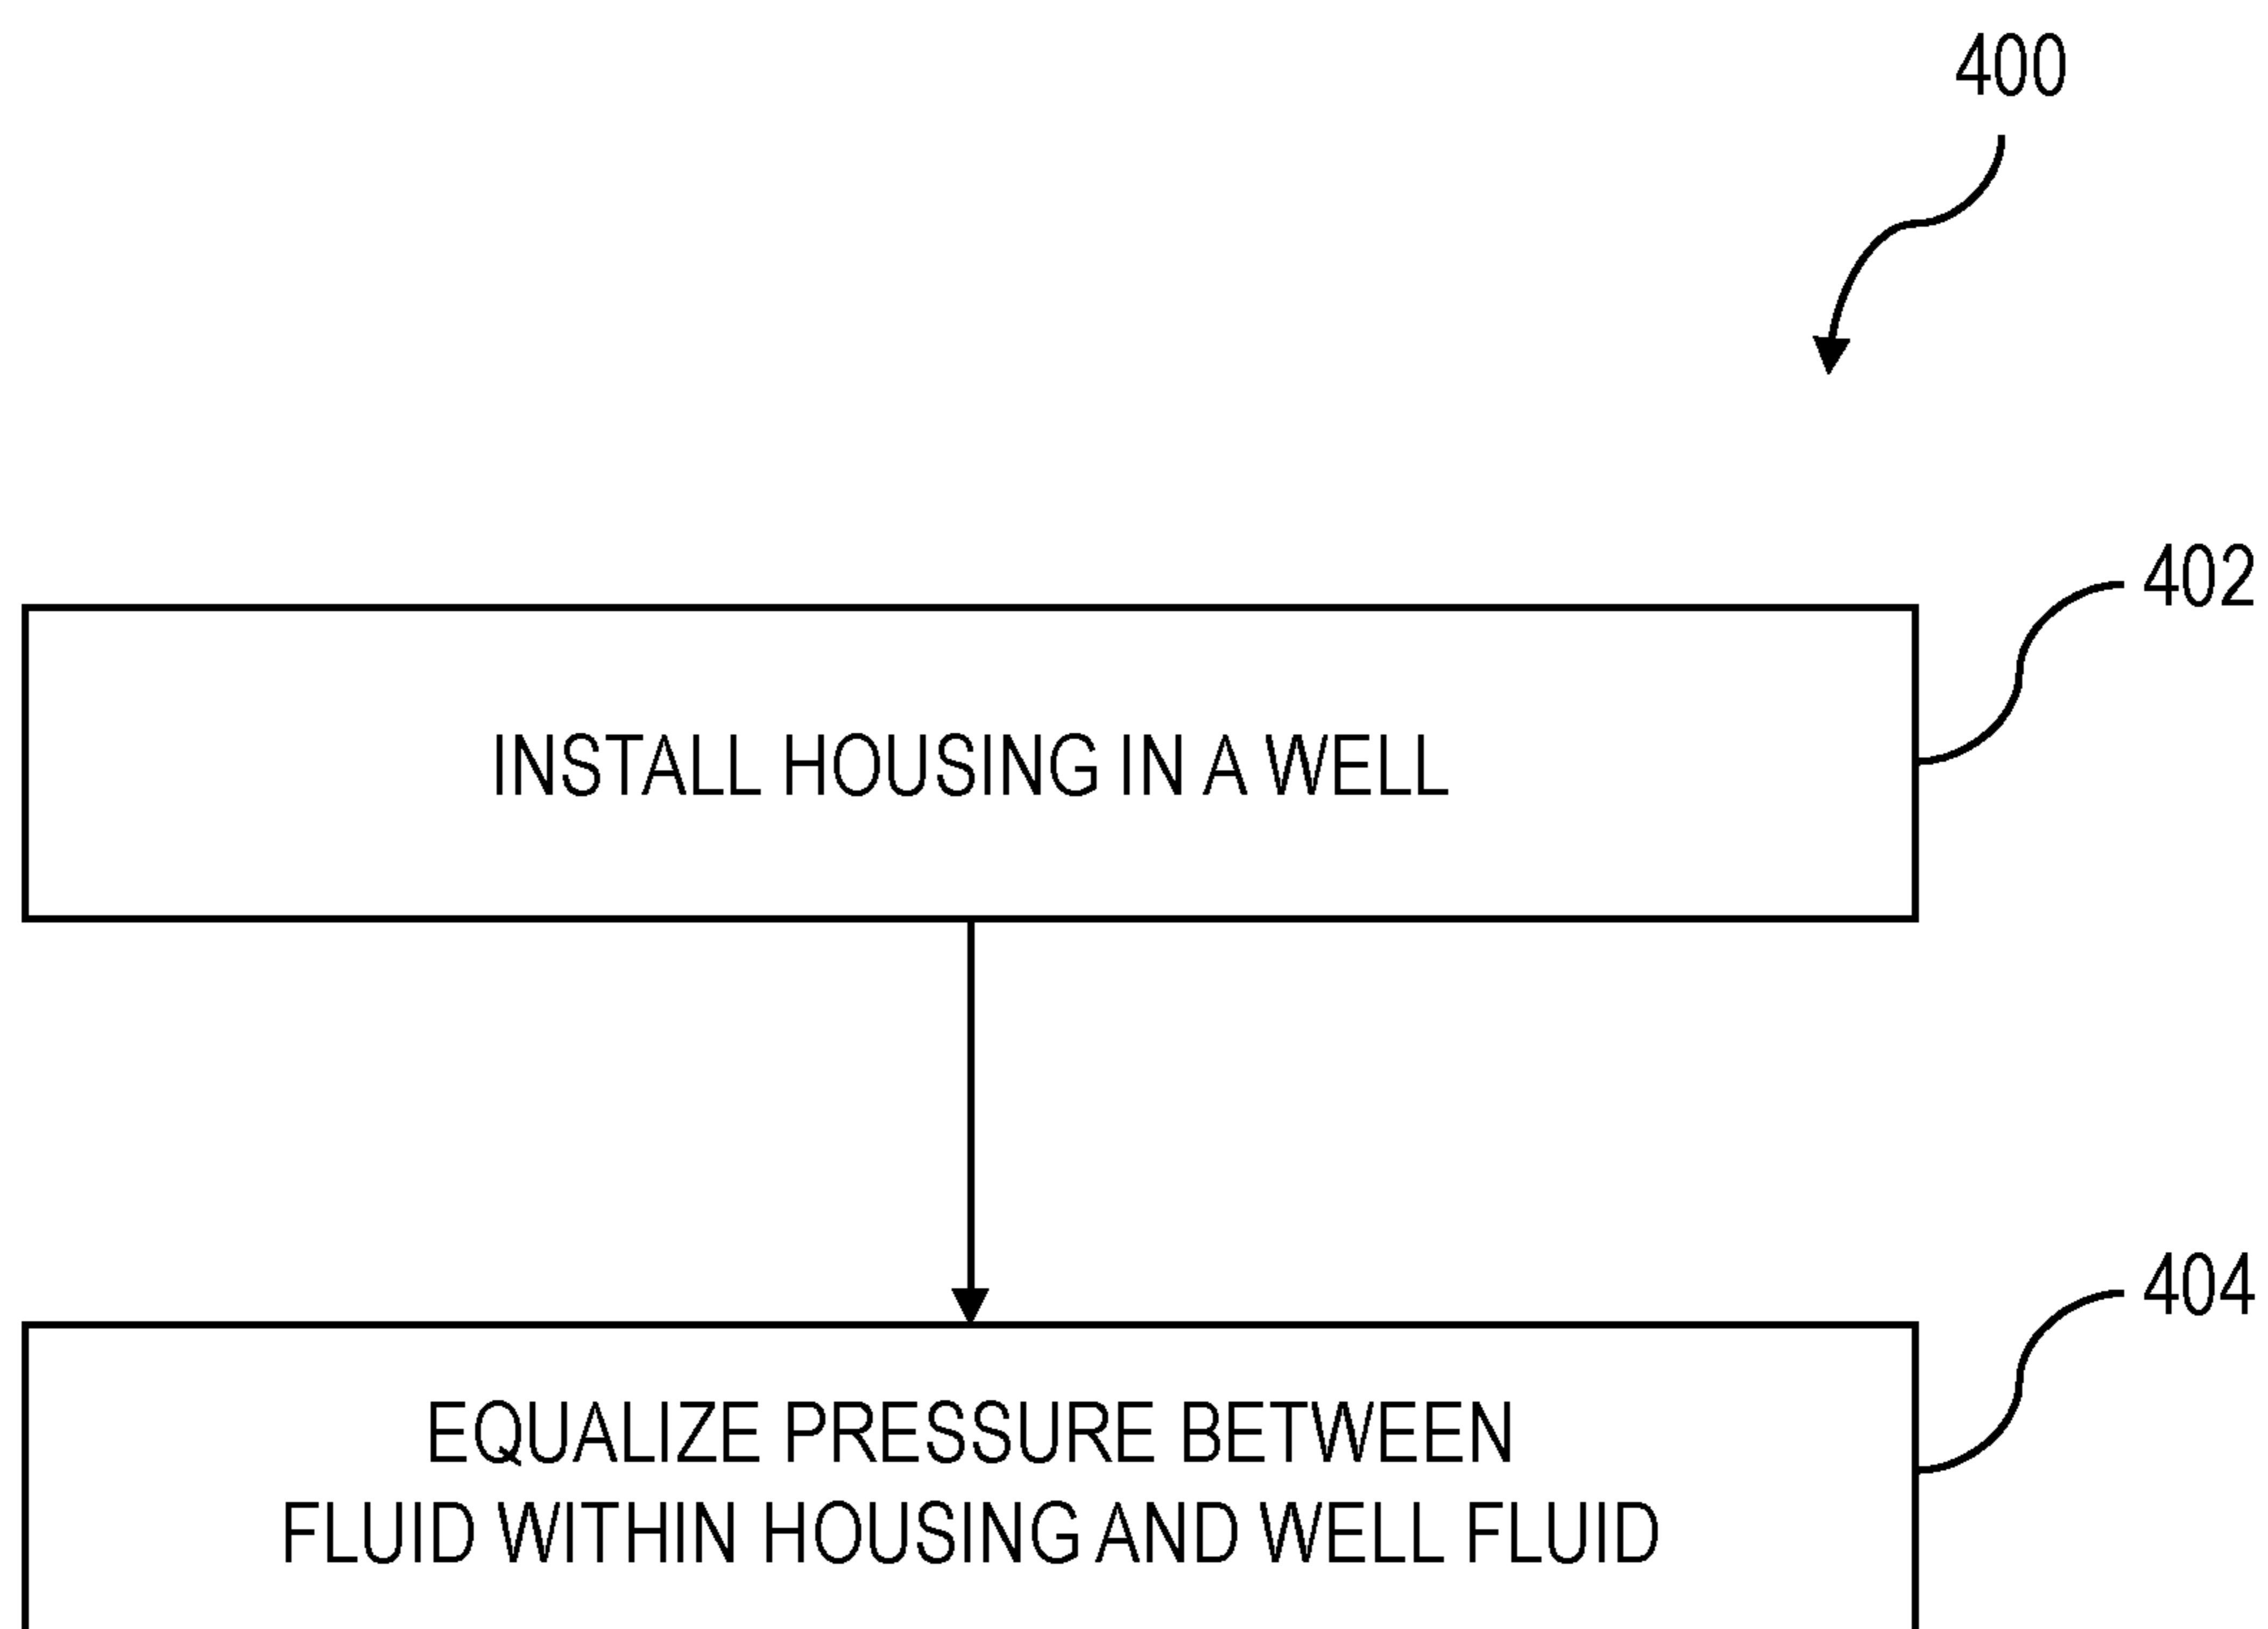 400
402
INSTALL HOUSING IN A WELL
404
EQUALIZE PRESSURE BETWEEN
FLUID WITHIN HOUSING AND WELL FLUID